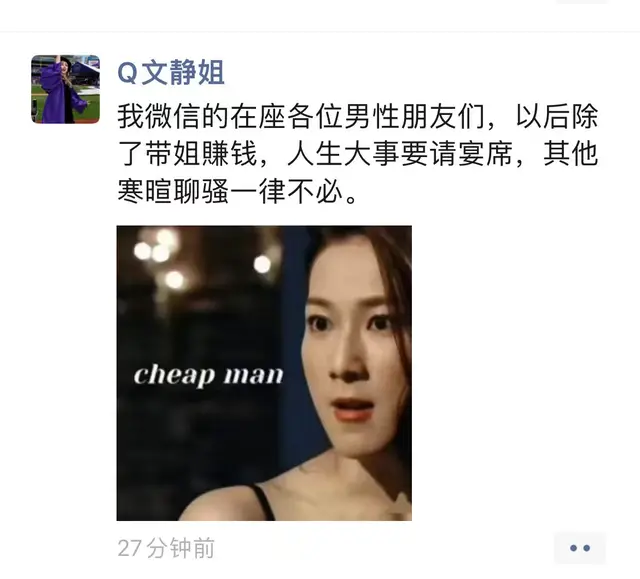 Q文静姐
我微信的在座各位男性朋友们，以后除
了带姐賺钱，人生大事要请宴席，其他
寒暄聊骚一律不必。
cheap man
27分钟前